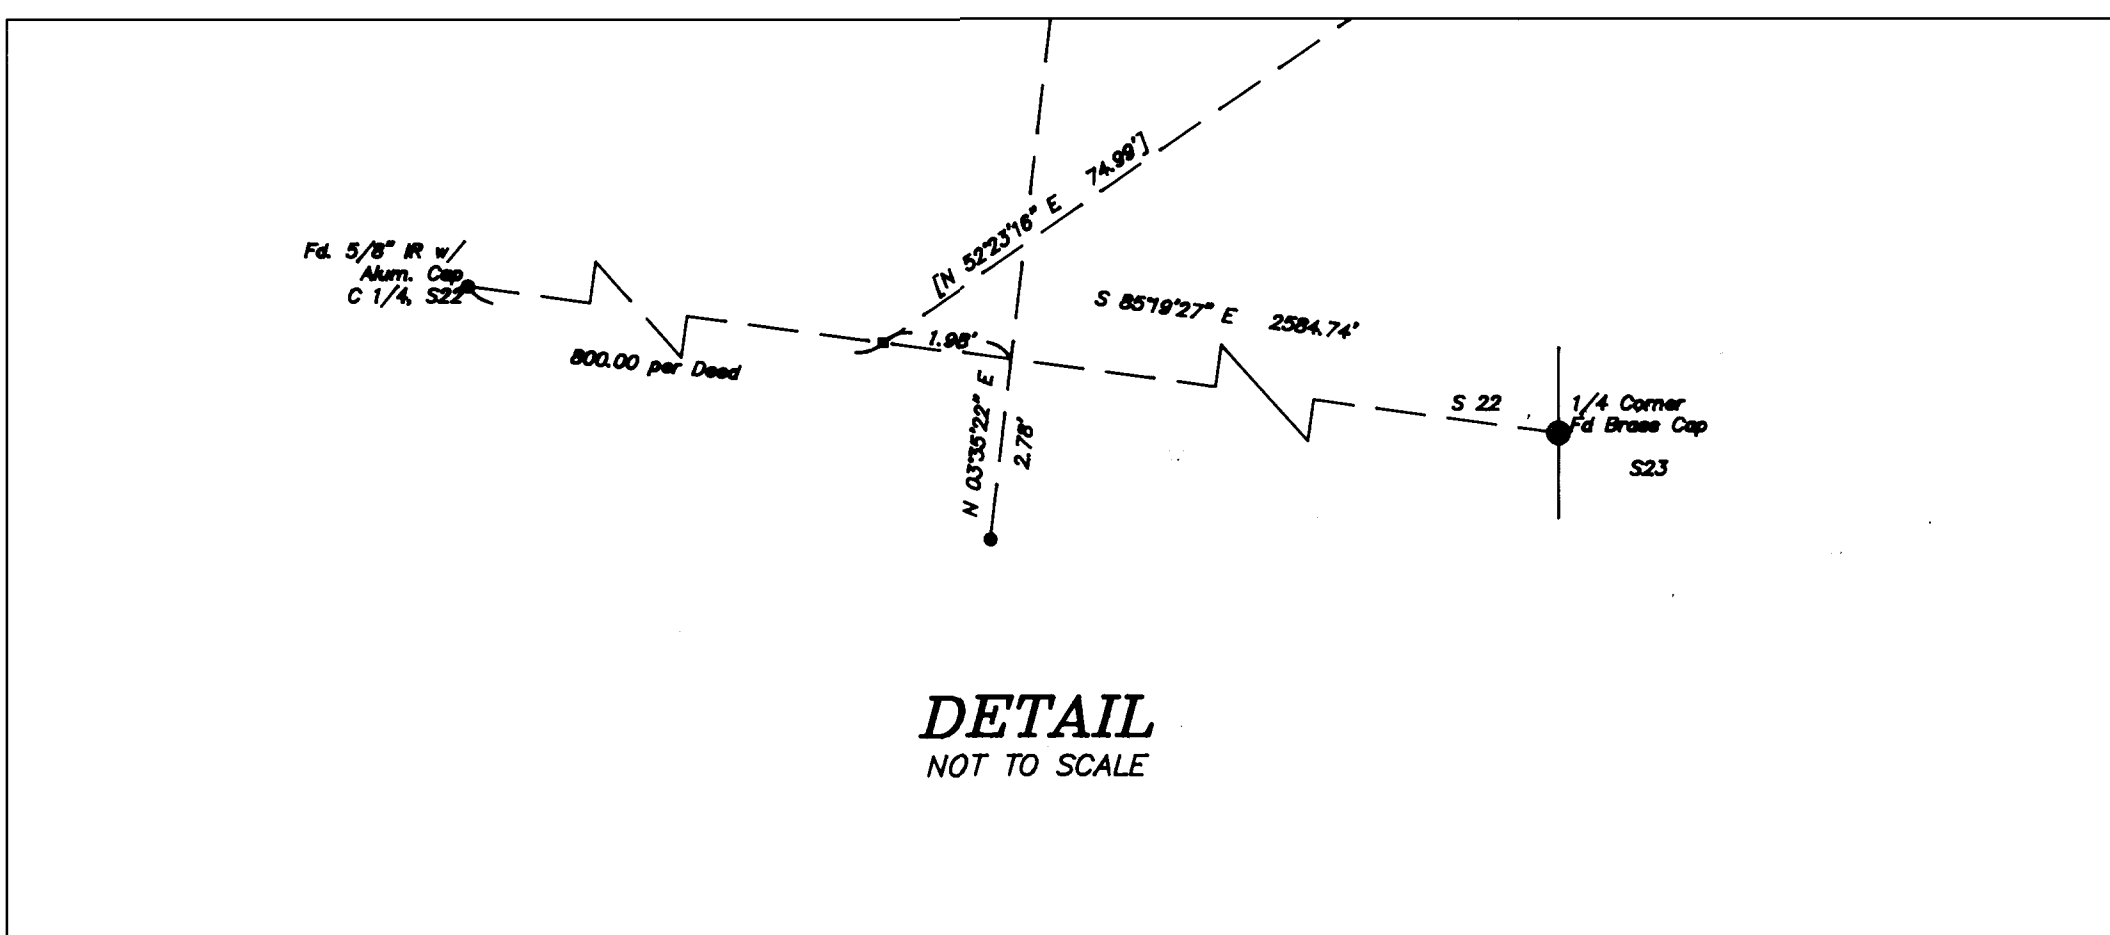 [N 52°23'16" E 74.99']
Fd. 5/8" IR w/
Alum. Cap
C 1/4, S22
S 85°19'27" E 2584.74'
1.98'
800.00 per Deed
N 03°35'22" E
2.78'
S 22
1/4 Corner
Fd Brass Cap
S23
DETAIL
NOT TO SCALE